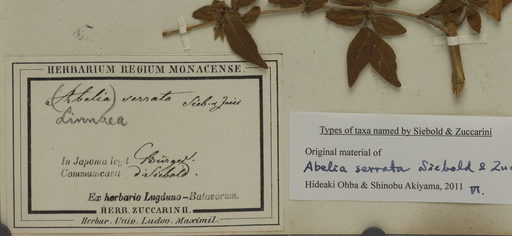 HERBARIUM REGIUM MONACENSE.
(Abelia) serrata Sieb.
Linnaea
In Japonia legit Bürger.
Communicavit d. Siebold.
Ex herbario Lugduno-Batavorum.
HERB. ZUCCARINII.
Herbar. Univ. Ludov. Maximil.
Types of taxa named by Siebold & Zuccarini
Original material of
Abelia serrata Siebold & Zuc
Hideaki Ohba & Shinobu Akiyama, 2011